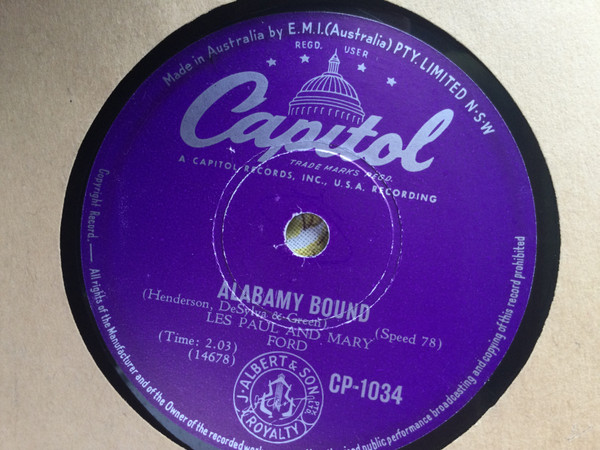 Made in Australia by E.M.I.(Australia) PTY. LIMITED N·S·W
REGD. USER
Capitol
TRADE MARKS REGD.
A CAPITOL RECORDS, INC., U.S.A. RECORDING
ALABAMY BOUND
(Henderson, DeSylva & Green)
(Speed 78)
LES PAUL AND MARY
FORD
(Time: 2.03)
(14678)
CP-1034
J. ALBERT & SON PTY. LTD.
ROYALTY
Copyright Record. — All rights of the Manufacturer and of the Owner of the recorded
public performance broadcasting and copying of this record prohibited